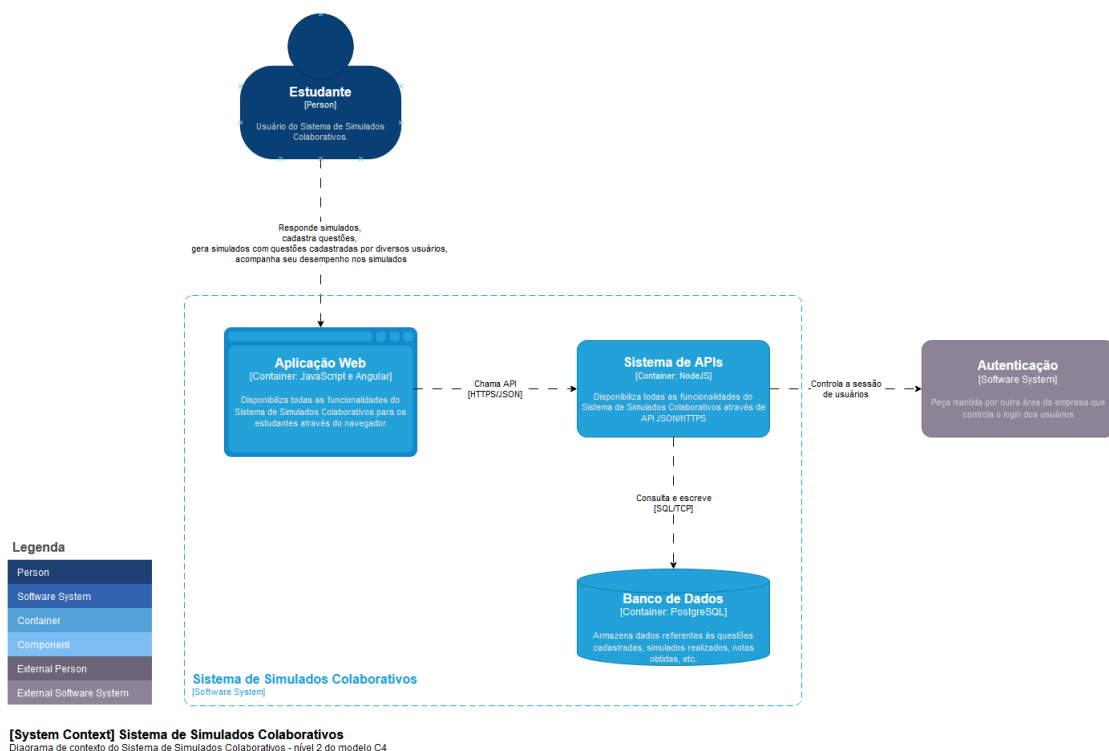 Estudante
[Person]
Usuário do Sistema de Simulados
Colaborativos.
Responde simulados,
cadastra questões,
gera simulados com questões cadastradas por diversos usuários,
acompanha seu desempenho nos simulados
Aplicação Web
[Container: JavaScript e Angular]
Disponibiliza todas as funcionalidades do
Sistema de Simulados Colaborativos para os
estudantes através do navegador
Chama API
[HTTPS/JSON]
Sistema de APIs
[Container: NodeJS]
Disponibiliza todas as funcionalidades do
Sistema de Simulados Colaborativos através de
API JSON/HTTPS
Controla a sessão
de usuários
Autenticação
[Software System]
Peça mantida por outra área da empresa que
controla o login dos usuários
Consulta e escreve
[SQL/TCP]
Banco de Dados
[Container: PostgreSQL]
Armazena dados referentes às questões
cadastradas, simulados realizados, notas
obtidas, etc.
Sistema de Simulados Colaborativos
[Software System]
Legenda
Person
Software System
Container
Component
External Person
External Software System
[System Context] Sistema de Simulados Colaborativos
Diagrama de contexto do Sistema de Simulados Colaborativos - nível 2 do modelo C4